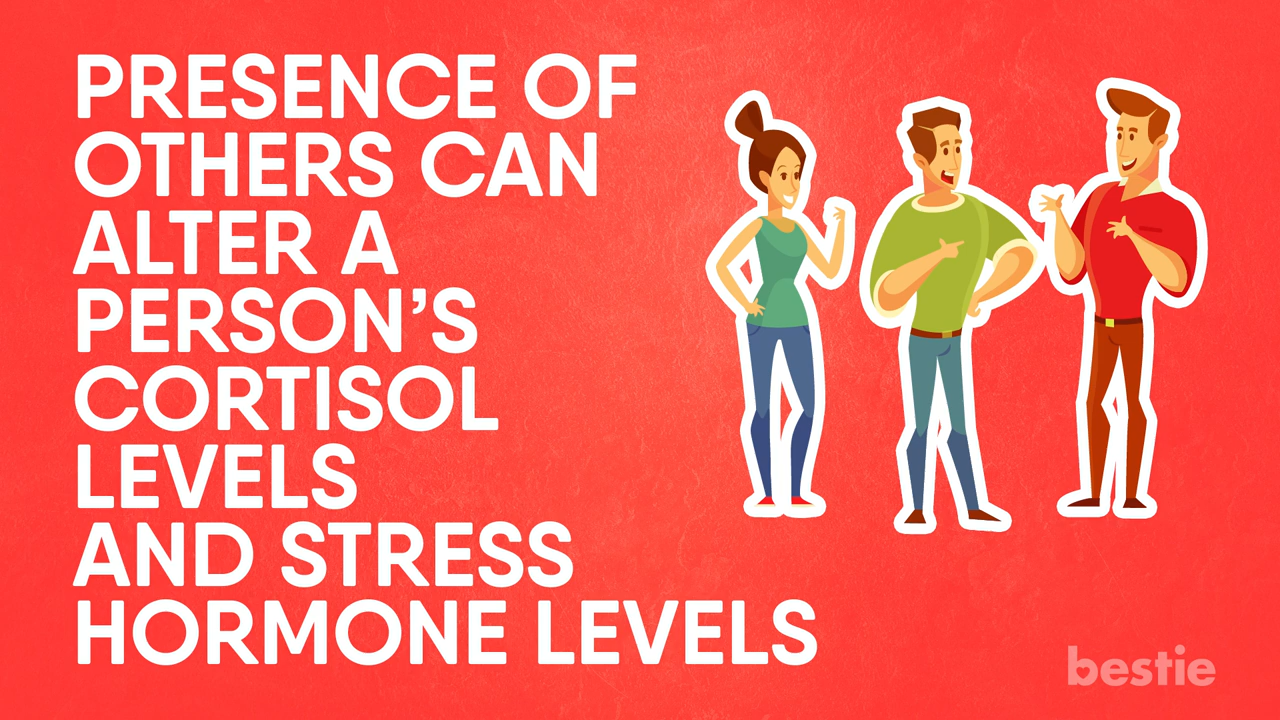 PRESENCE OF
OTHERS CAN
ALTER A
PERSON’S
CORTISOL
LEVELS
AND STRESS
HORMONE LEVELS
bestie